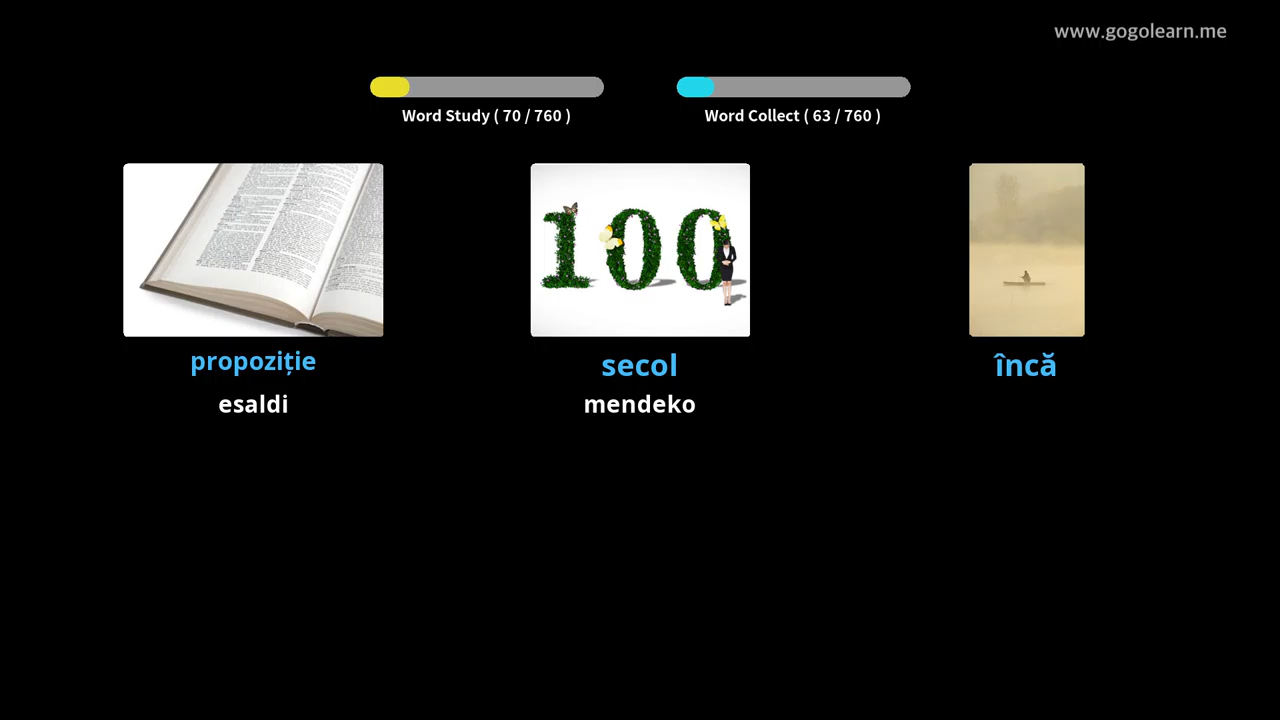 www.gogolearn.me
Word Study ( 70 / 760 )
Word Collect ( 63 / 760 )
propoziție
esaldi
secol
mendeko
încă